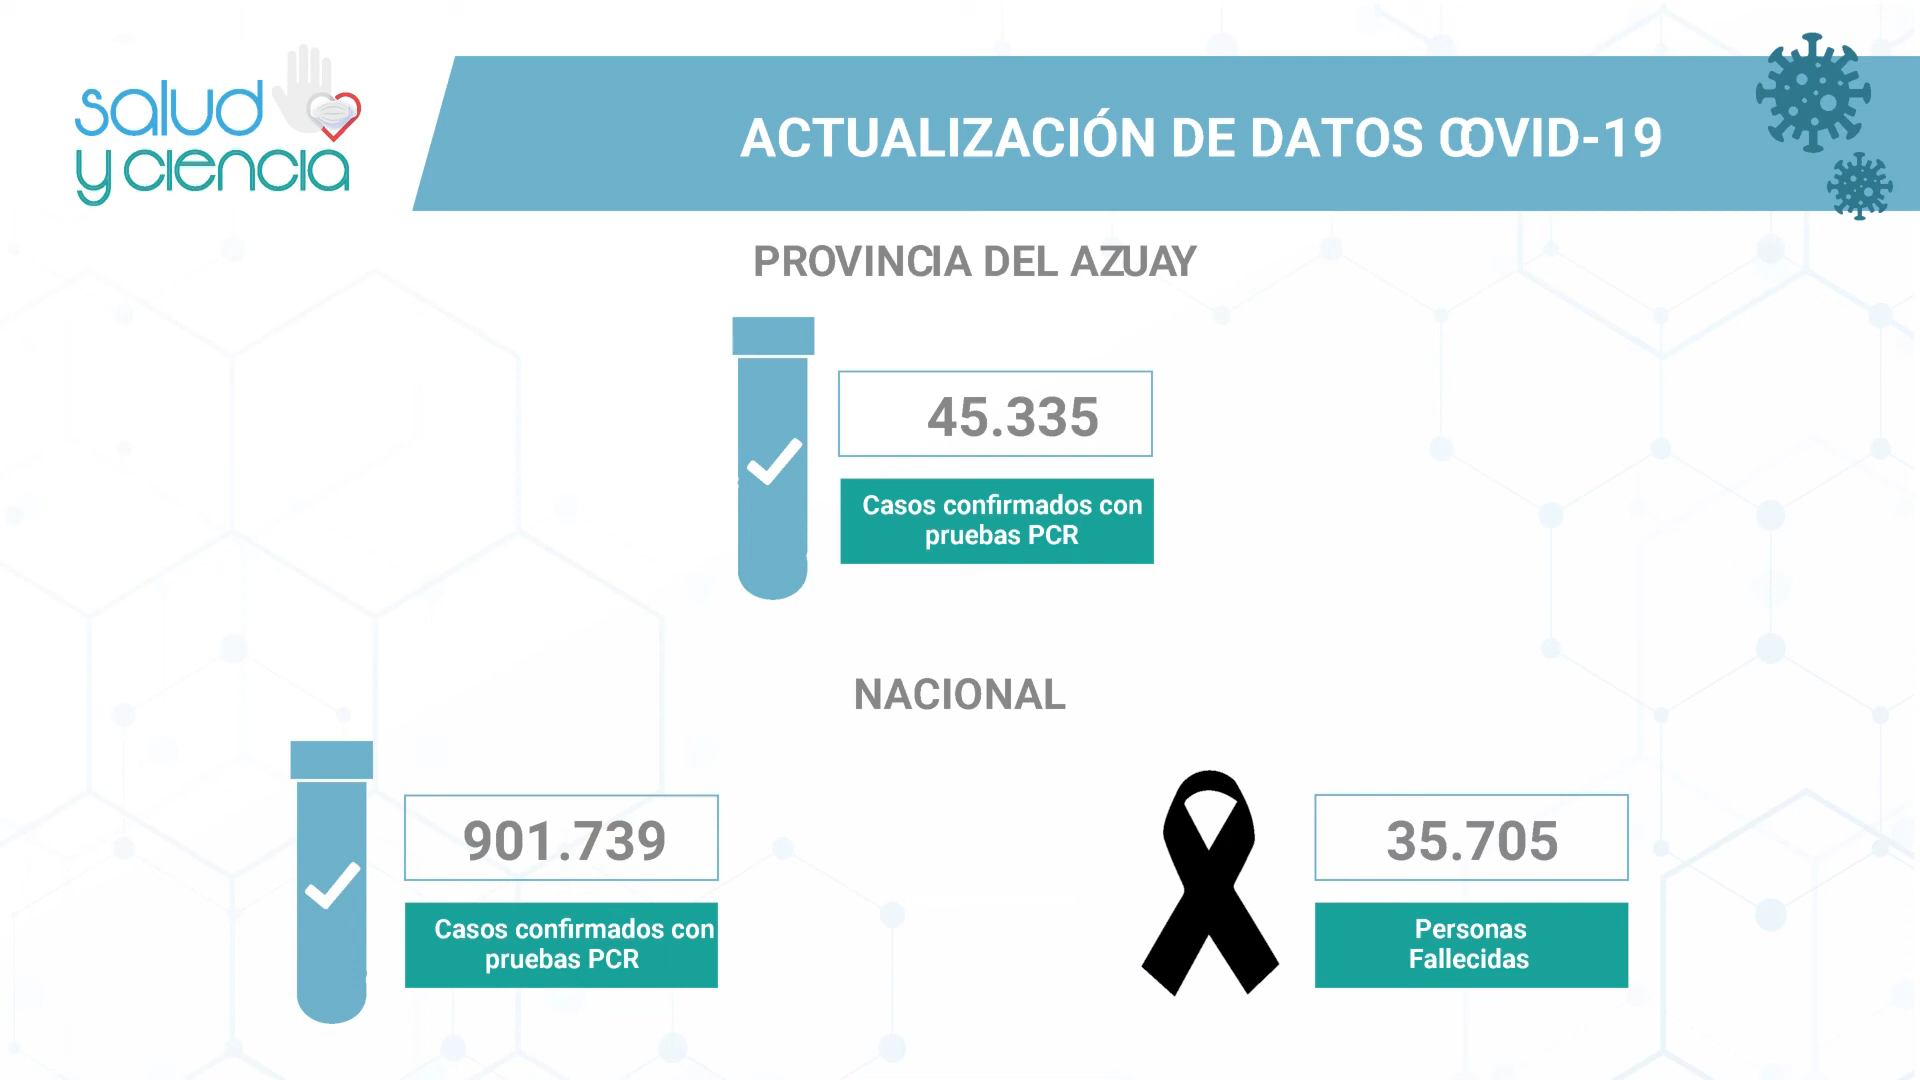 salud
y ciencia
ACTUALIZACIÓN DE DATOS COVID-19
PROVINCIA DEL AZUAY
45.335
Casos confirmados con
pruebas PCR
NACIONAL
901.739
Casos confirmados con
pruebas PCR
35.705
Personas
Fallecidas